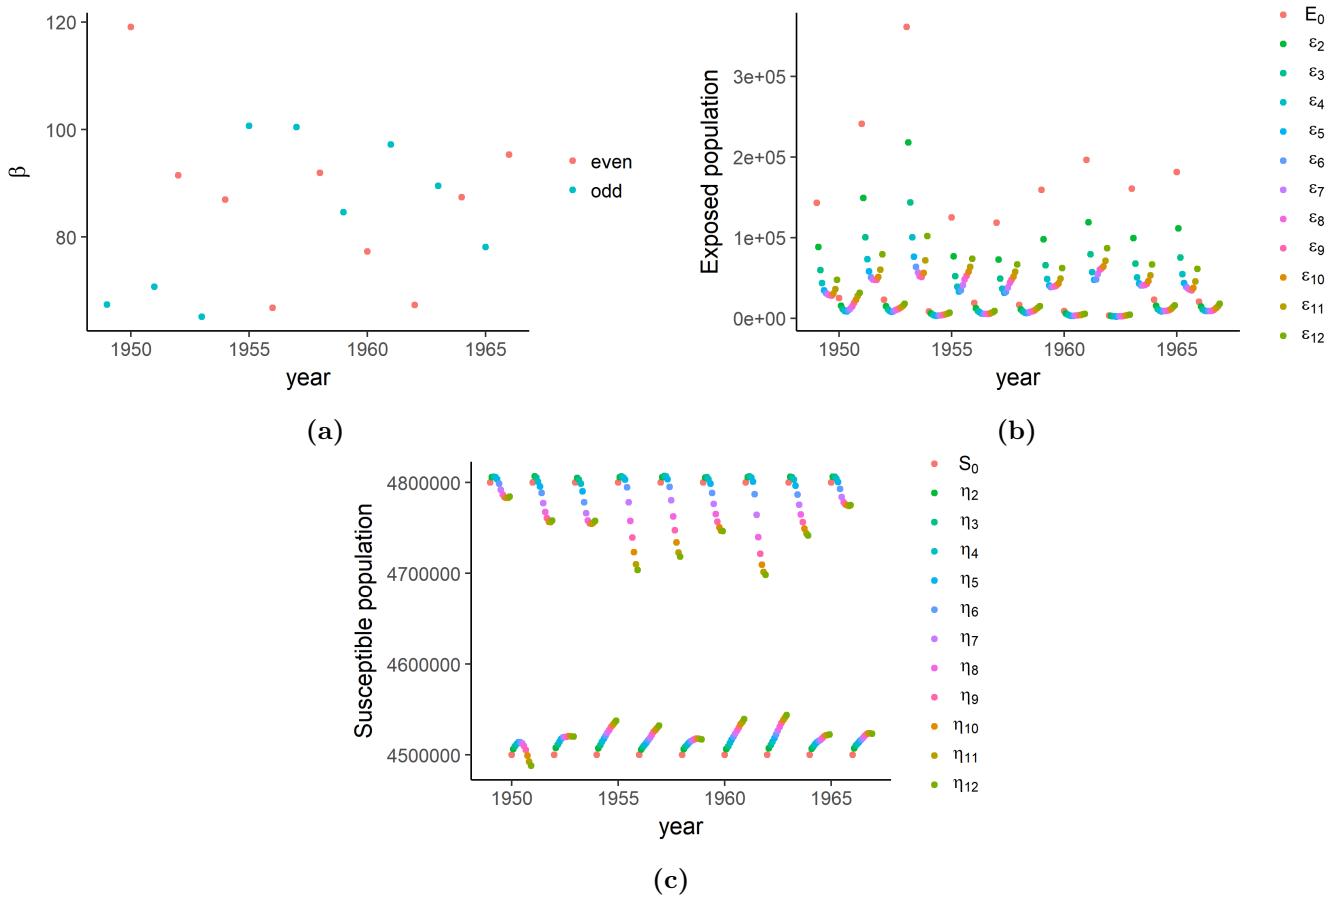 120
100
80
β
1950
1955
1960
1965
year
even
odd
(a)
3e+05
2e+05
1e+05
0e+00
Exposed population
1950
1955
1960
1965
year
E0
ε2
ε3
ε4
ε5
ε6
ε7
ε8
ε9
ε10
ε11
ε12
(b)
4800000
4700000
4600000
4500000
Susceptible population
1950
1955
1960
1965
year
S0
η2
η3
η4
η5
η6
η7
η8
η9
η10
η11
η12
(c)